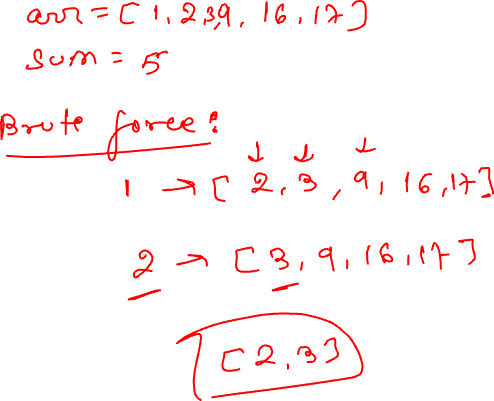 arr = [ 1, 2 3,9, 16, 17]
sum = 5
Brute force:
1 → [ 2, 3, 9, 16, 17]
2 → [3, 9, 16, 17]
[2,3]